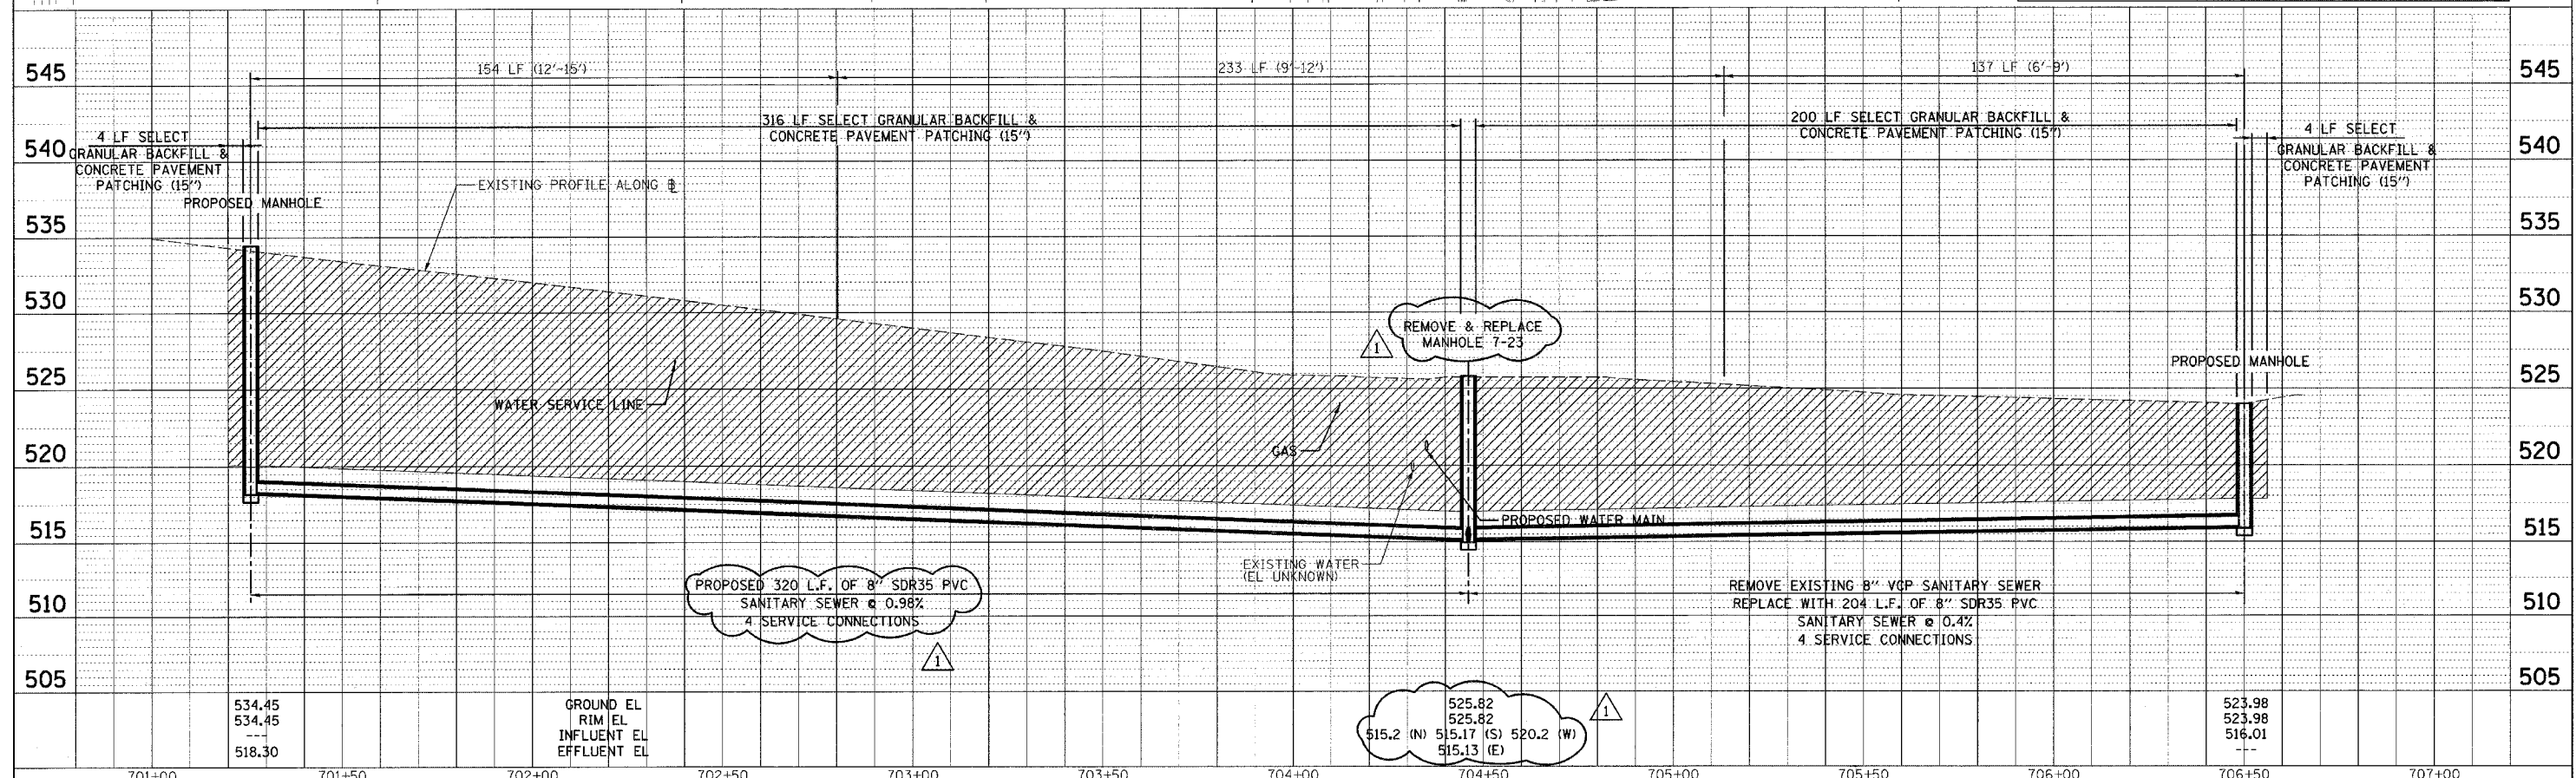 545
154 LF (12'-15')
233 LF (9'-12')
137 LF (6'-9')
545
4 LF SELECT
GRANULAR BACKFILL &
CONCRETE PAVEMENT
PATCHING (15")
316 LF SELECT GRANULAR BACKFILL &
CONCRETE PAVEMENT PATCHING (15")
200 LF SELECT GRANULAR BACKFILL &
CONCRETE PAVEMENT PATCHING (15")
4 LF SELECT
GRANULAR BACKFILL &
CONCRETE PAVEMENT
PATCHING (15")
540
540
EXISTING PROFILE ALONG
PROPOSED MANHOLE
535
535
530
530
REMOVE & REPLACE
MANHOLE 7-23
1
PROPOSED MANHOLE
525
525
WATER SERVICE LINE
GAS
520
520
PROPOSED WATER MAIN
515
515
EXISTING WATER
(EL UNKNOWN)
PROPOSED 320 L.F. OF 8" SDR35 PVC
SANITARY SEWER @ 0.98%
4 SERVICE CONNECTIONS
1
REMOVE EXISTING 8" VCP SANITARY SEWER
REPLACE WITH 204 L.F. OF 8" SDR35 PVC
SANITARY SEWER @ 0.4%
4 SERVICE CONNECTIONS
510
510
505
505
534.45
534.45
---
518.30
GROUND EL
RIM EL
INFLUENT EL
EFFLUENT EL
525.82
525.82
515.2 (N) 515.17 (S) 520.2 (W)
515.13 (E)
1
523.98
523.98
516.01
---
701+00 701+50 702+00 702+50 703+00 703+50 704+00 704+50 705+00 705+50 706+00 706+50 707+00